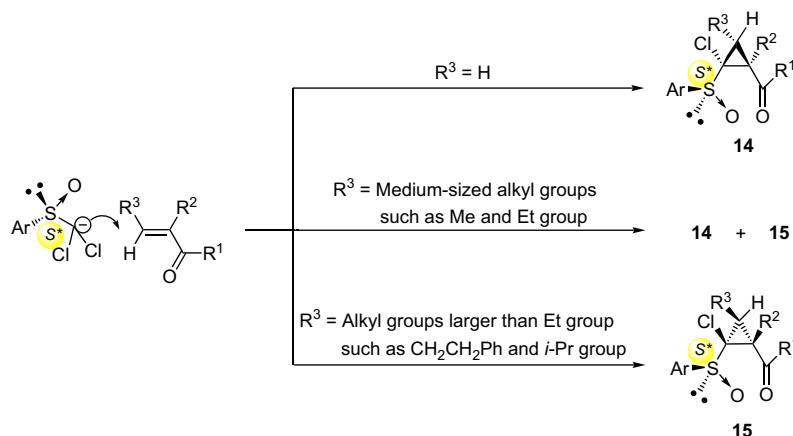 R³ H
Cl R²
R³ = H
S* R¹
Ar S
O O
14
O
S R³ R²
Ar
S*
Cl Cl H R¹
O
R³ = Medium-sized alkyl groups
such as Me and Et group
14 + 15
R³ = Alkyl groups larger than Et group
such as CH₂CH₂Ph and i-Pr group
R³ H
Cl R²
S* R
Ar S
O O
15